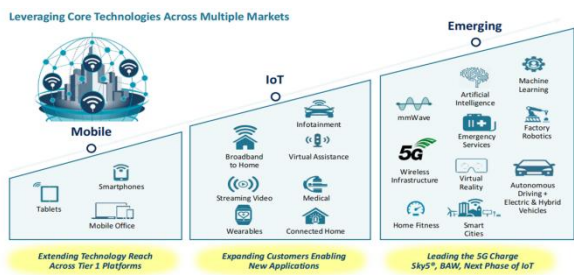 Leveraging Core Technologies Across Multiple Markets
Mobile
Tablets
Smartphones
Mobile Office
Extending Technology Reach
Across Tier 1 Platforms
IoT
Infotainment
Broadband
to Home
Virtual Assistance
Streaming Video
Medical
Wearables
Connected Home
Expanding Customers Enabling
New Applications
Emerging
Machine
Learning
Artificial
Intelligence
mmWave
Emergency
Services
Factory
Robotics
5G
Wireless
Infrastructure
Virtual
Reality
Autonomous
Driving +
Electric & Hybrid
Vehicles
Home Fitness
Smart
Cities
Leading the 5G Charge
Sky5®, BAW, Next Phase of IoT